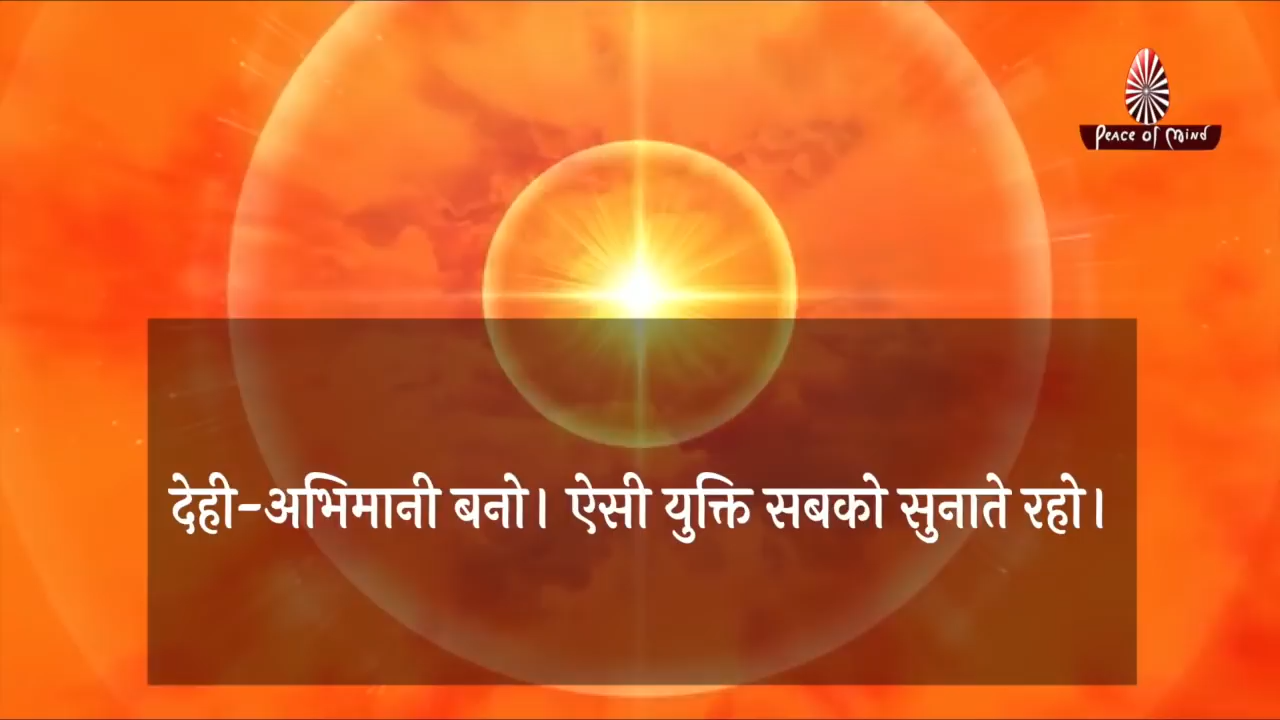 Peace of Mind
देही-अभिमानी बनो। ऐसी युक्ति सबको सुनाते रहो।